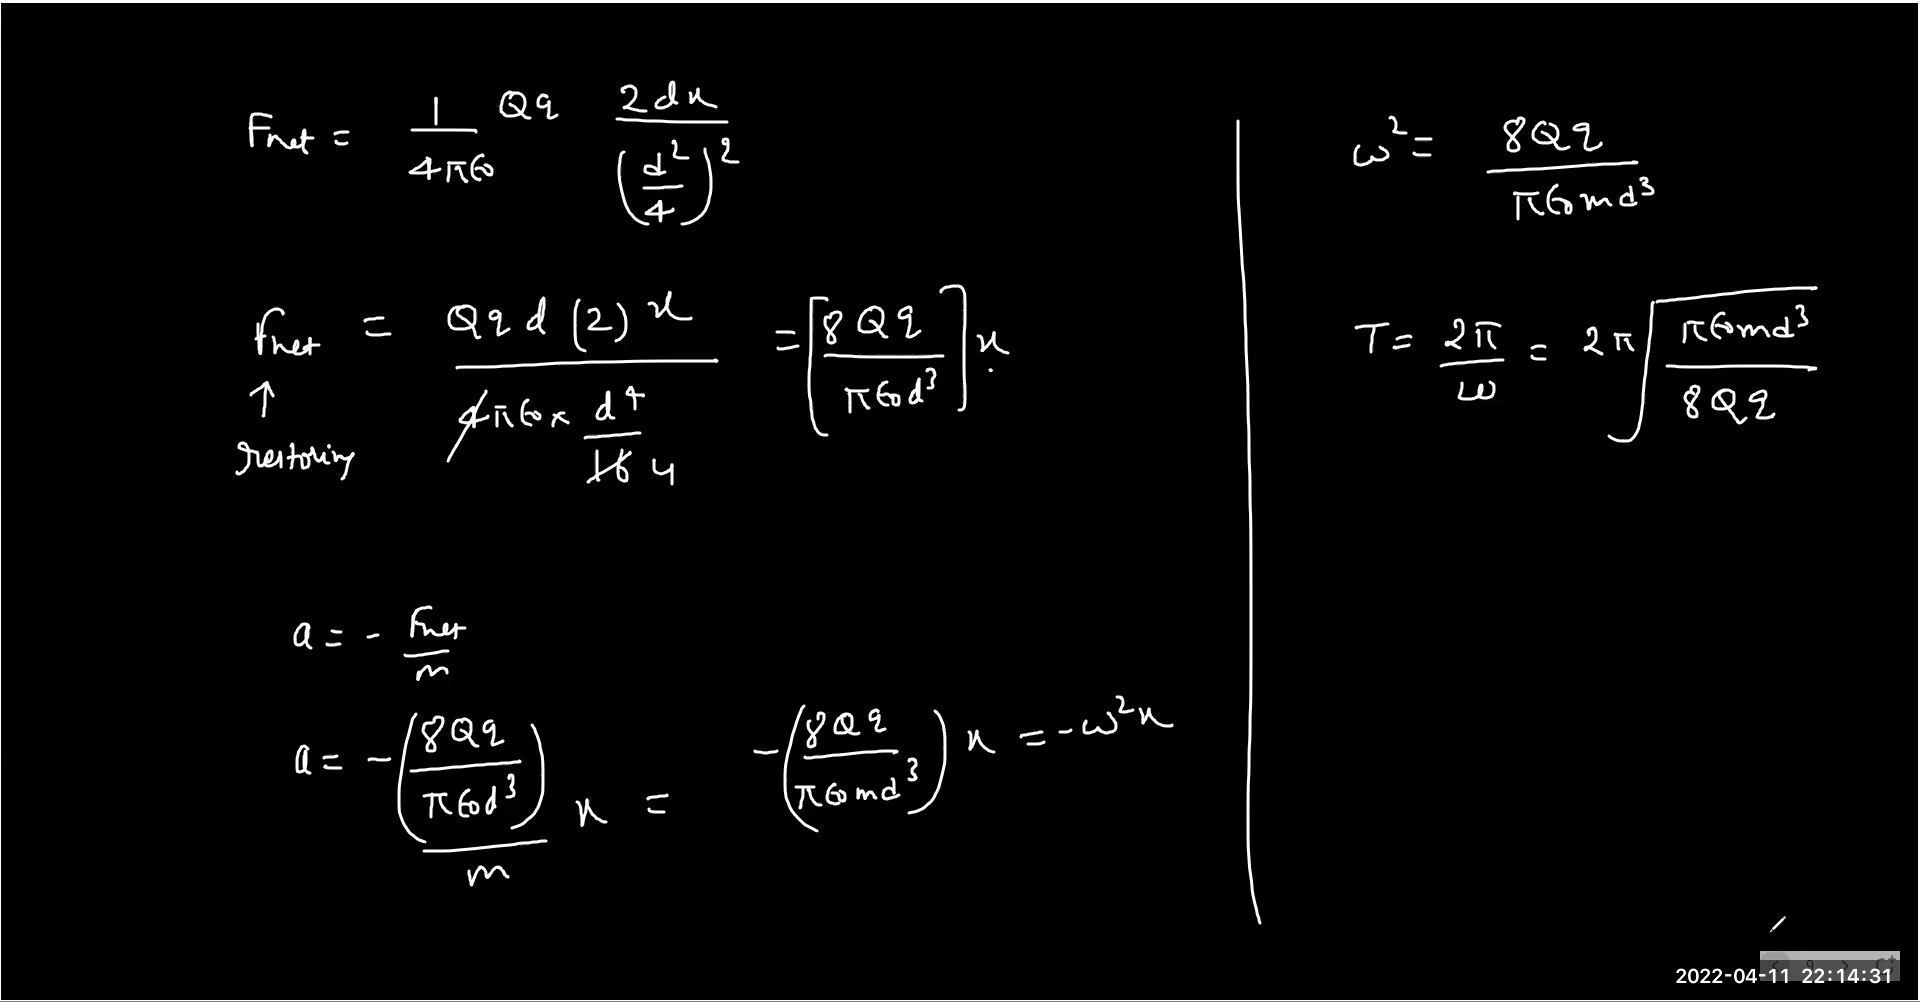 Fnet = 1/4πϵ0 Qq 2dx/(d²/4)²
Fnet = Qqd(2)x/4πϵ0 × d⁴/16 4 = [8Qq/πϵ0d³]x
↑
restoring
a = - Fnet/m
a = -(8Qq/πϵ0d³)/m x = -(8Qq/πϵ0md³)x = -ω²x
ω² = 8Qq/πϵ0md³
T = 2π/ω = 2π√(πϵ0md³/8Qq)
2022-04-11 22:14:31